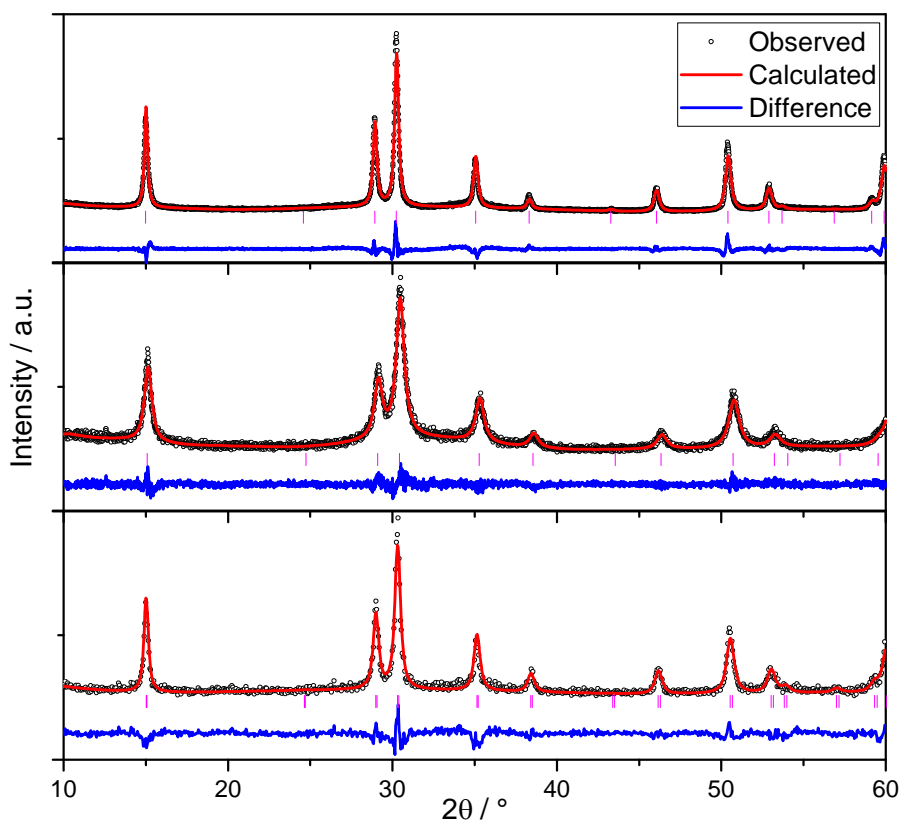 Observed
Calculated
Difference
Intensity / a.u.
10 20 30 40 50 60
2θ / °